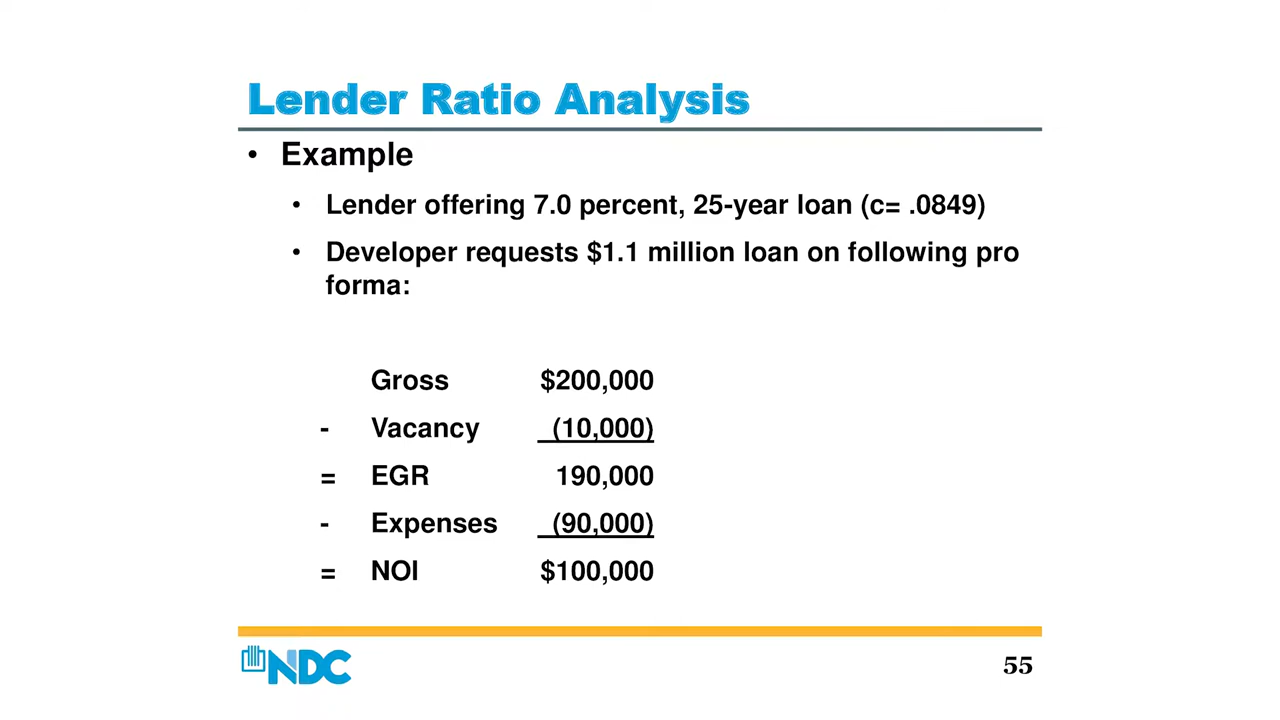 Lender Ratio Analysis
• Example
• Lender offering 7.0 percent, 25-year loan (c= .0849)
• Developer requests $1.1 million loan on following pro
forma:
Gross $200,000
- Vacancy (10,000)
= EGR 190,000
- Expenses (90,000)
= NOI $100,000
NDC
55